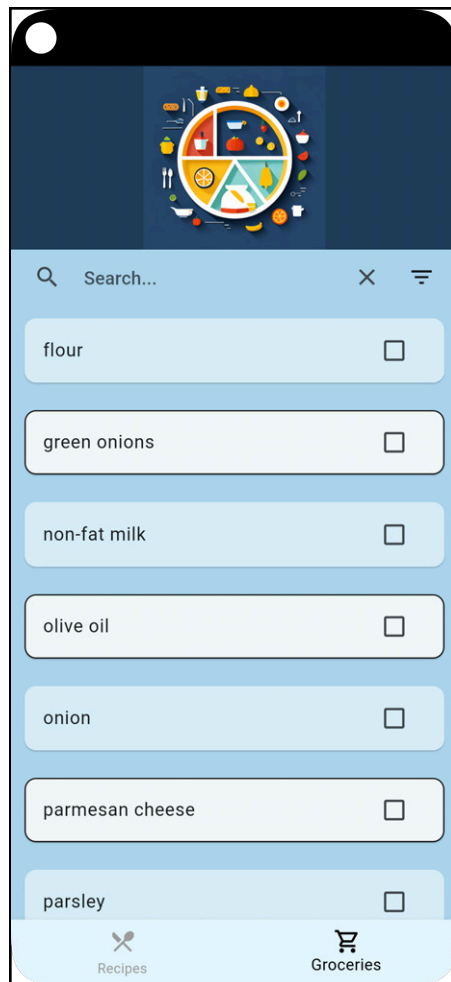 Search...
flour
green onions
non-fat milk
olive oil
onion
parmesan cheese
parsley
Recipes
Groceries